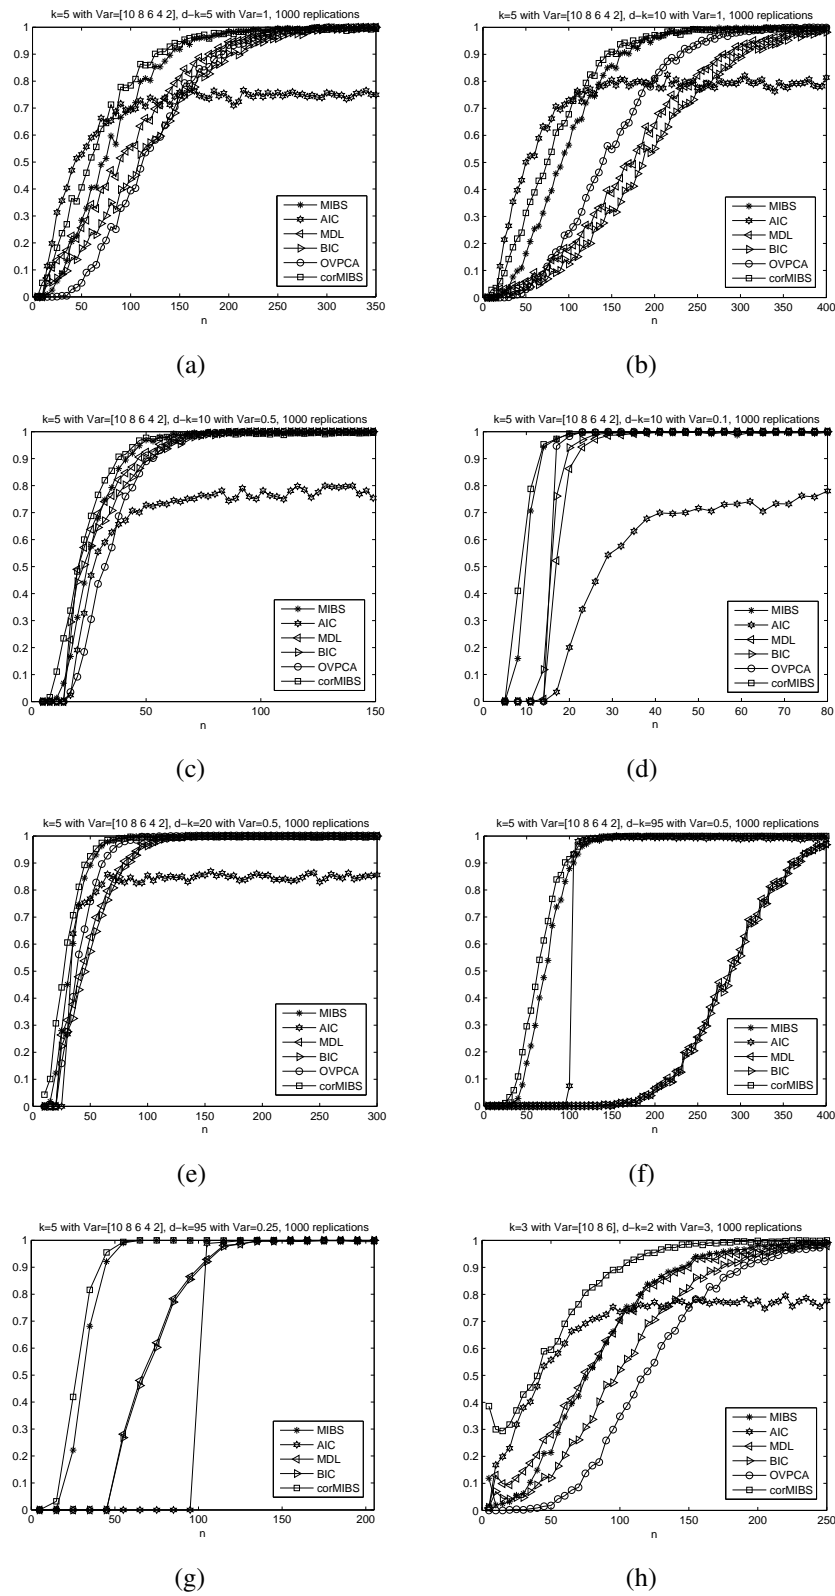 k=5 with Var=[10 8 6 4 2], d−k=5 with Var=1, 1000 replications
1
0.9
0.8
0.7
0.6
0.5
0.4
0.3
0.2
0.1
0
MIBS
AIC
MDL
BIC
OVPCA
corMIBS
0 50 100 150 200 250 300 350
n
(a)
k=5 with Var=[10 8 6 4 2], d−k=10 with Var=1, 1000 replications
1
0.9
0.8
0.7
0.6
0.5
0.4
0.3
0.2
0.1
0
MIBS
AIC
MDL
BIC
OVPCA
corMIBS
0 50 100 150 200 250 300 350 400
n
(b)
k=5 with Var=[10 8 6 4 2], d−k=10 with Var=0.5, 1000 replications
1
0.9
0.8
0.7
0.6
0.5
0.4
0.3
0.2
0.1
0
MIBS
AIC
MDL
BIC
OVPCA
corMIBS
0 50 100 150
n
(c)
k=5 with Var=[10 8 6 4 2], d−k=10 with Var=0.1, 1000 replications
1
0.9
0.8
0.7
0.6
0.5
0.4
0.3
0.2
0.1
0
MIBS
AIC
MDL
BIC
OVPCA
corMIBS
0 10 20 30 40 50 60 70 80
n
(d)
k=5 with Var=[10 8 6 4 2], d−k=20 with Var=0.5, 1000 replications
1
0.9
0.8
0.7
0.6
0.5
0.4
0.3
0.2
0.1
0
MIBS
AIC
MDL
BIC
OVPCA
corMIBS
0 50 100 150 200 250 300
n
(e)
k=5 with Var=[10 8 6 4 2], d−k=95 with Var=0.5, 1000 replications
1
0.9
0.8
0.7
0.6
0.5
0.4
0.3
0.2
0.1
0
MIBS
AIC
MDL
BIC
corMIBS
0 50 100 150 200 250 300 350 400
n
(f)
k=5 with Var=[10 8 6 4 2], d−k=95 with Var=0.25, 1000 replications
1
0.9
0.8
0.7
0.6
0.5
0.4
0.3
0.2
0.1
0
MIBS
AIC
MDL
BIC
corMIBS
0 50 100 150 200
n
(g)
k=3 with Var=[10 8 6], d−k=2 with Var=3, 1000 replications
1
0.9
0.8
0.7
0.6
0.5
0.4
0.3
0.2
0.1
0
MIBS
AIC
MDL
BIC
OVPCA
corMIBS
0 50 100 150 200 250
n
(h)